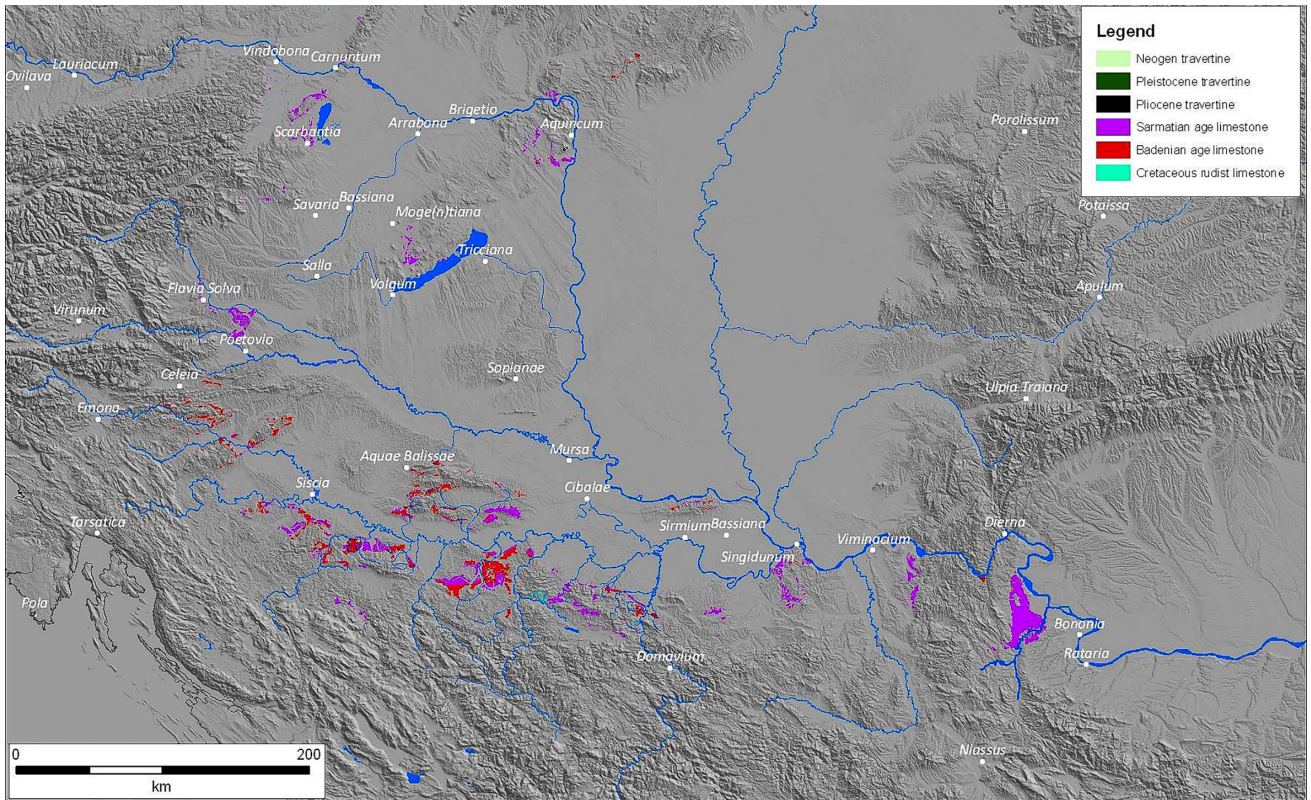 Legend
Neogen travertine
Pleistocene travertine
Pliocene travertine
Sarmatian age limestone
Badenian age limestone
Cretaceous rudist limestone
Vindobona
Carnuntum
Lauriacum
Ovilava
Brigetio
Arrabona
Aquincum
Scarbantia
Porolissum
Savaria
Bassiana
Moge(n)tiana
Potaissa
Tricciana
Salla
Volgum
Flavia Solva
Apulum
Virunum
Poetovio
Celeia
Sopianae
Ulpia Traiana
Emona
Aquae Balissae
Mursa
Siscia
Cibalae
Tarsatica
Sirmium
Bassiana
Dierna
Singidunum
Viminacium
Pola
Bononia
Rataria
Domavium
Niassus
0 200
km